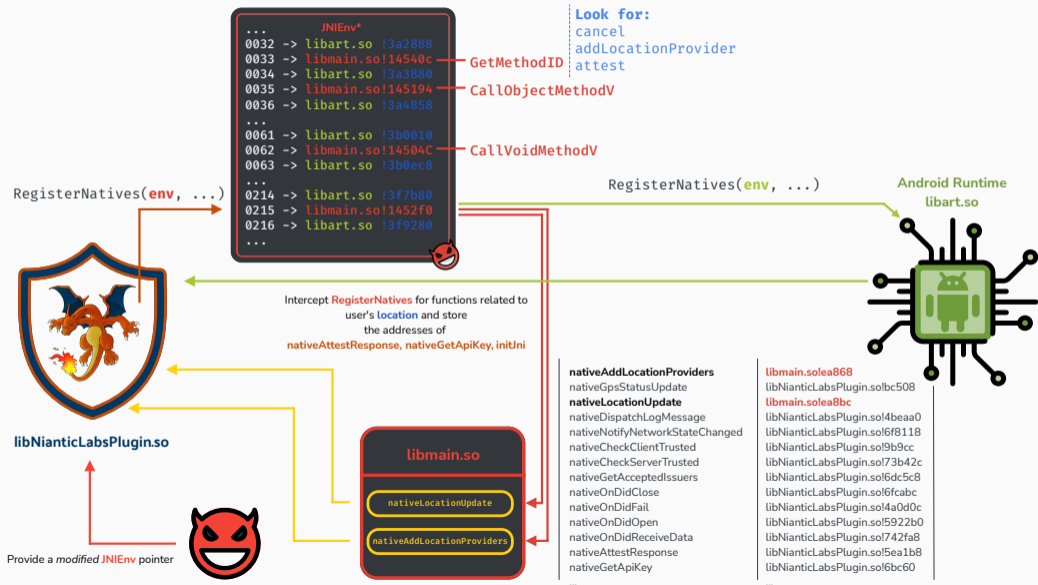 JNIEnv*
...
0032 -> libart.so !3a2888
0033 -> libmain.so!14540c
0034 -> libart.so !3a3880
0035 -> libmain.so!145194
0036 -> libart.so !3a4858
...
0061 -> libart.so !3b0010
0062 -> libmain.so!14504C
0063 -> libart.so !3b0ec8
...
0214 -> libart.so !3f7b80
0215 -> libmain.so!1452f0
0216 -> libart.so !3f9280
...
GetMethodID
CallObjectMethodV
CallVoidMethodV
Look for:
cancel
addLocationProvider
attest
RegisterNatives(env, ...)
RegisterNatives(env, ...)
Android Runtime
libart.so
Intercept RegisterNatives for functions related to
user's location and store
the addresses of
nativeAttestResponse, nativeGetApiKey, initJni
libNianticLabsPlugin.so
Provide a modified JNIEnv pointer
libmain.so
nativeLocationUpdate
nativeAddLocationProviders
nativeAddLocationProviders libmain.so!ea868
nativeGpsStatusUpdate libNianticLabsPlugin.so!bc508
nativeLocationUpdate libmain.so!ea8bc
nativeDispatchLogMessage libNianticLabsPlugin.so!4beaa0
nativeNotifyNetworkStateChanged libNianticLabsPlugin.so!6f8118
nativeCheckClientTrusted libNianticLabsPlugin.so!9b9cc
nativeCheckServerTrusted libNianticLabsPlugin.so!73b42c
nativeGetAcceptedIssuers libNianticLabsPlugin.so!6dc5c8
nativeOnDidClose libNianticLabsPlugin.so!6fcabc
nativeOnDidFail libNianticLabsPlugin.so!4a0d0c
nativeOnDidOpen libNianticLabsPlugin.so!5922b0
nativeOnDidReceiveData libNianticLabsPlugin.so!742fa8
nativeAttestResponse libNianticLabsPlugin.so!5ea1b8
nativeGetApiKey libNianticLabsPlugin.so!6bc60
... ...